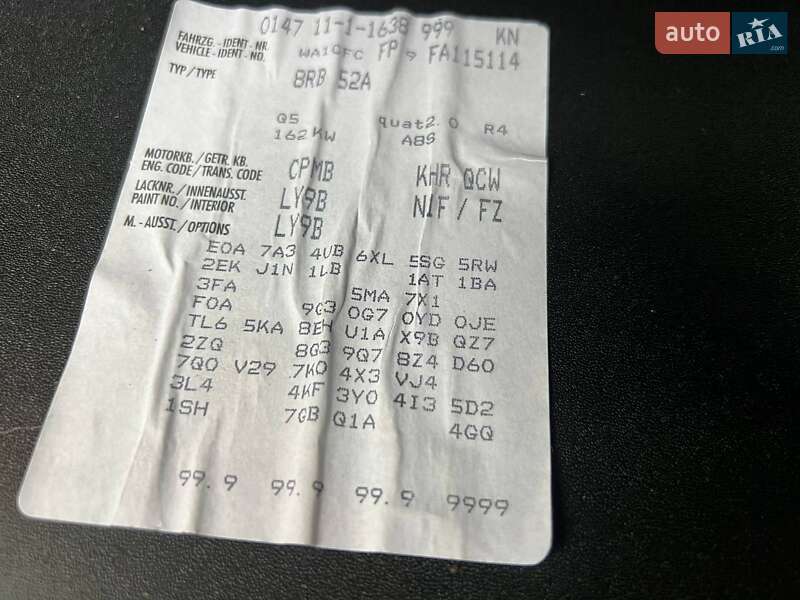 auto RIA .com
0147 11-1-1638 999 KN
FAHRZG.-IDENT-NR.
VEHICLE-IDENT-NO. WA1CFC FP 9 FA115114
TYP/TYPE 8RB 52A
Q5 quat2.0 R4
162KW ABS
MOTORKB./GETR.KB.
ENG. CODE/TRANS. CODE CPMB KHR QCW
LACKNR./INNENAUSST.
PAINT NO./INTERIOR LY9B NIF / FZ
M.-AUSST./OPTIONS LY9B
E0A 7A3 4UB 6XL 5SG 5RW
2EK J1N 1LB 1AT 1BA
3FA 5MA 7X1
F0A 9G3 0G7 0YD 0JE
TL6 5KA 8EH U1A X9B QZ7
2ZQ 8G3 9Q7 8Z4 D60
7Q0 V29 7K0 4X3 VJ4
3L4 4KF 3Y0 4I3 5D2
1SH 7GB Q1A 4GQ
99.9 99.9 99.9 9999